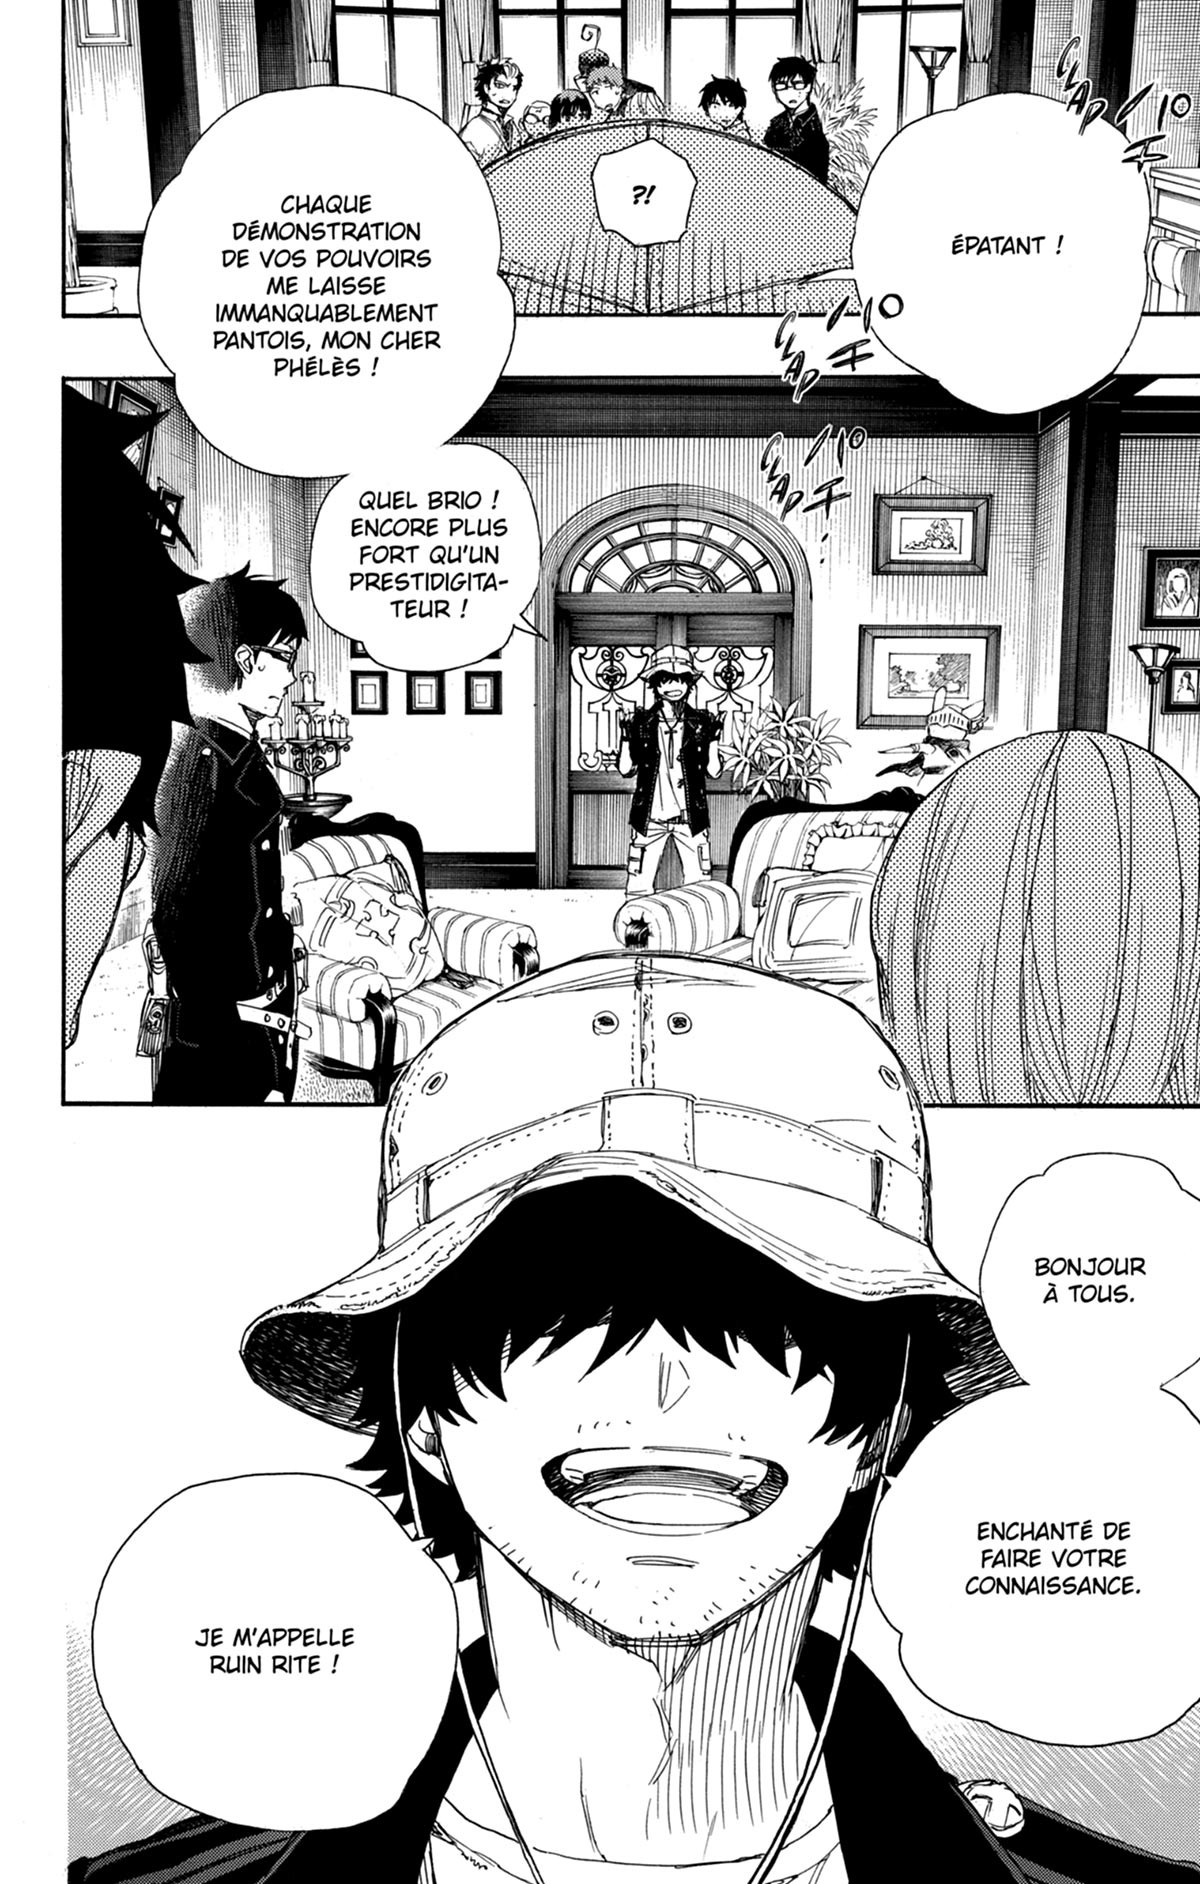 CLAP
CLAP
ÉPATANT !
?!
CHAQUE
DÉMONSTRATION
DE VOS POUVOIRS
ME LAISSE
IMMANQUABLEMENT
PANTOIS, MON CHER
PHÉLÈS !
CLAP
CLAP
QUEL BRIO !
ENCORE PLUS
FORT QU'UN
PRESTIDIGITA-
TEUR !
BONJOUR
À TOUS.
ENCHANTÉ DE
FAIRE VOTRE
CONNAISSANCE.
JE M'APPELLE
RUIN RITE !